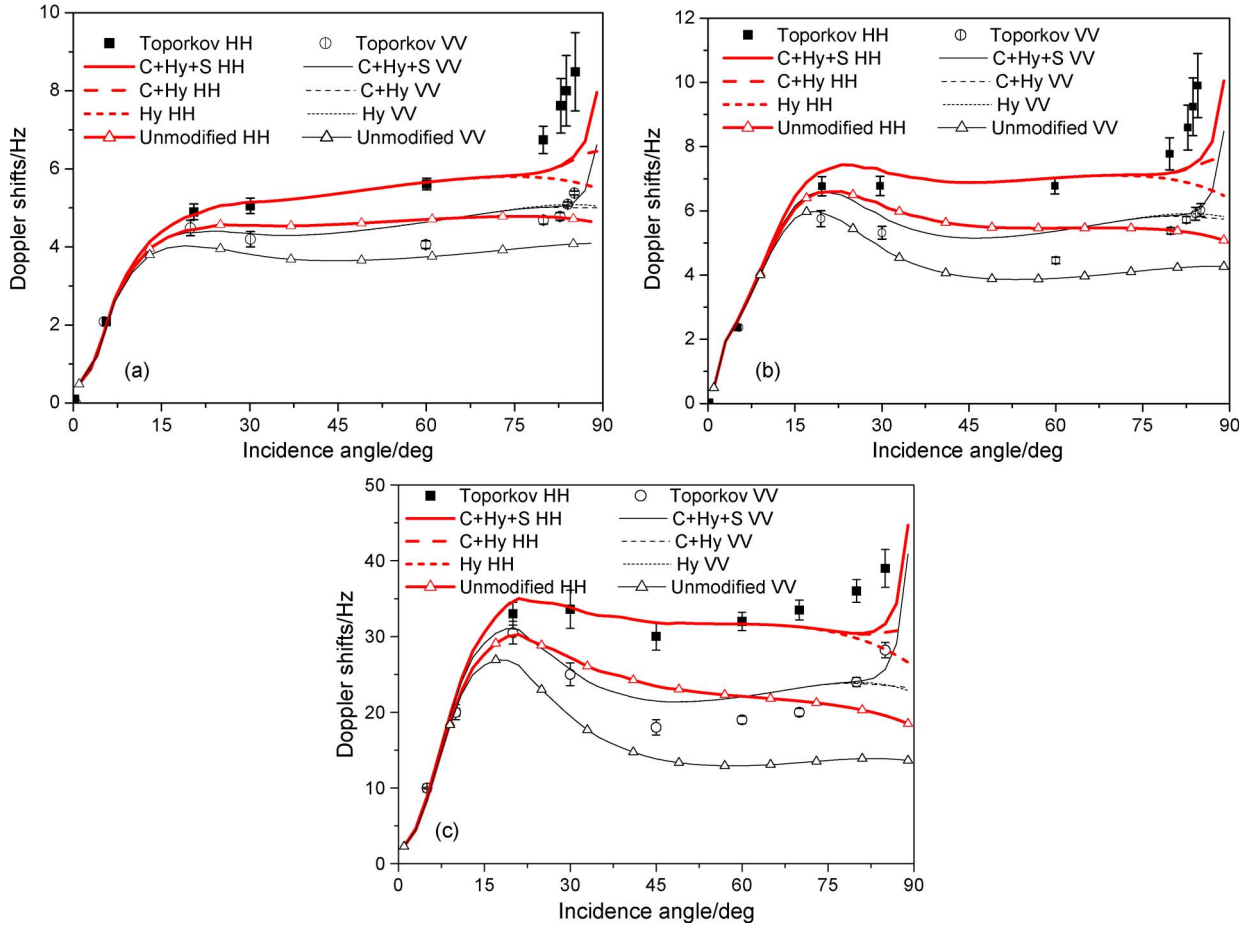 10
8
6
4
2
0
Doppler shifts/Hz
Toporkov HH
Toporkov VV
C+Hy+S HH
C+Hy+S VV
C+Hy HH
C+Hy VV
Hy HH
Hy VV
Unmodified HH
Unmodified VV
(a)
0 15 30 45 60 75 90
Incidence angle/deg
12
10
8
6
4
2
0
Doppler shifts/Hz
Toporkov HH
Toporkov VV
C+Hy+S HH
C+Hy+S VV
C+Hy HH
C+Hy VV
Hy HH
Hy VV
Unmodified HH
Unmodified VV
(b)
0 15 30 45 60 75 90
Incidence angle/deg
50
40
30
20
10
0
Doppler shifts/Hz
Toporkov HH
Toporkov VV
C+Hy+S HH
C+Hy+S VV
C+Hy HH
C+Hy VV
Hy HH
Hy VV
Unmodified HH
Unmodified VV
(c)
0 15 30 45 60 75 90
Incidence angle/deg